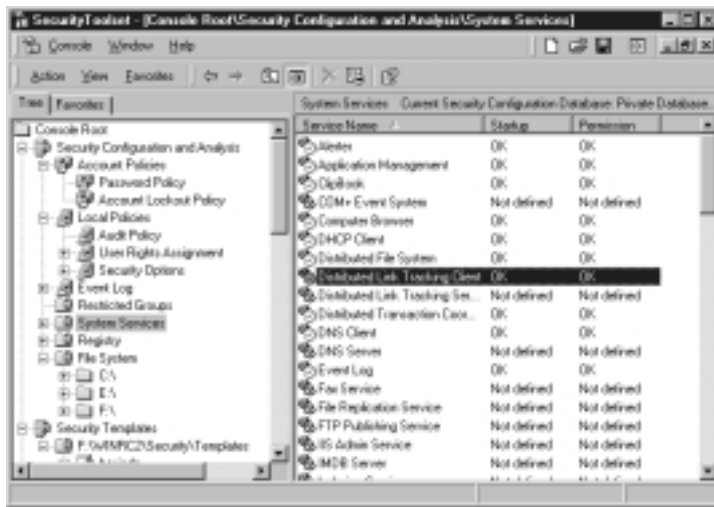 SecurityToolset - [Console Root\Security Configuration and Analysis\System Services]
Console Window Help
Action View Favorites
Tree Favorites
System Services Current Security Configuration Database: Private Database...
Console Root
Security Configuration and Analysis
Account Policies
Password Policy
Account Lockout Policy
Local Policies
Audit Policy
User Rights Assignment
Security Options
Event Log
Restricted Groups
System Services
Registry
File System
C:\
E:\
F:\
Security Templates
F:\WINRC2\Security\Templates
Service Name Startup Permission
Alerter OK OK
Application Management OK OK
ClipBook OK OK
COM+ Event System Not defined Not defined
Computer Browser OK OK
DHCP Client OK OK
Distributed File System OK OK
Distributed Link Tracking Client OK OK
Distributed Link Tracking Ser... Not defined Not defined
Distributed Transaction Coor... OK OK
DNS Client OK OK
DNS Server Not defined Not defined
Event Log OK OK
Fax Service Not defined Not defined
File Replication Service Not defined Not defined
FTP Publishing Service Not defined Not defined
IIS Admin Service Not defined Not defined
IMDB Server Not defined Not defined